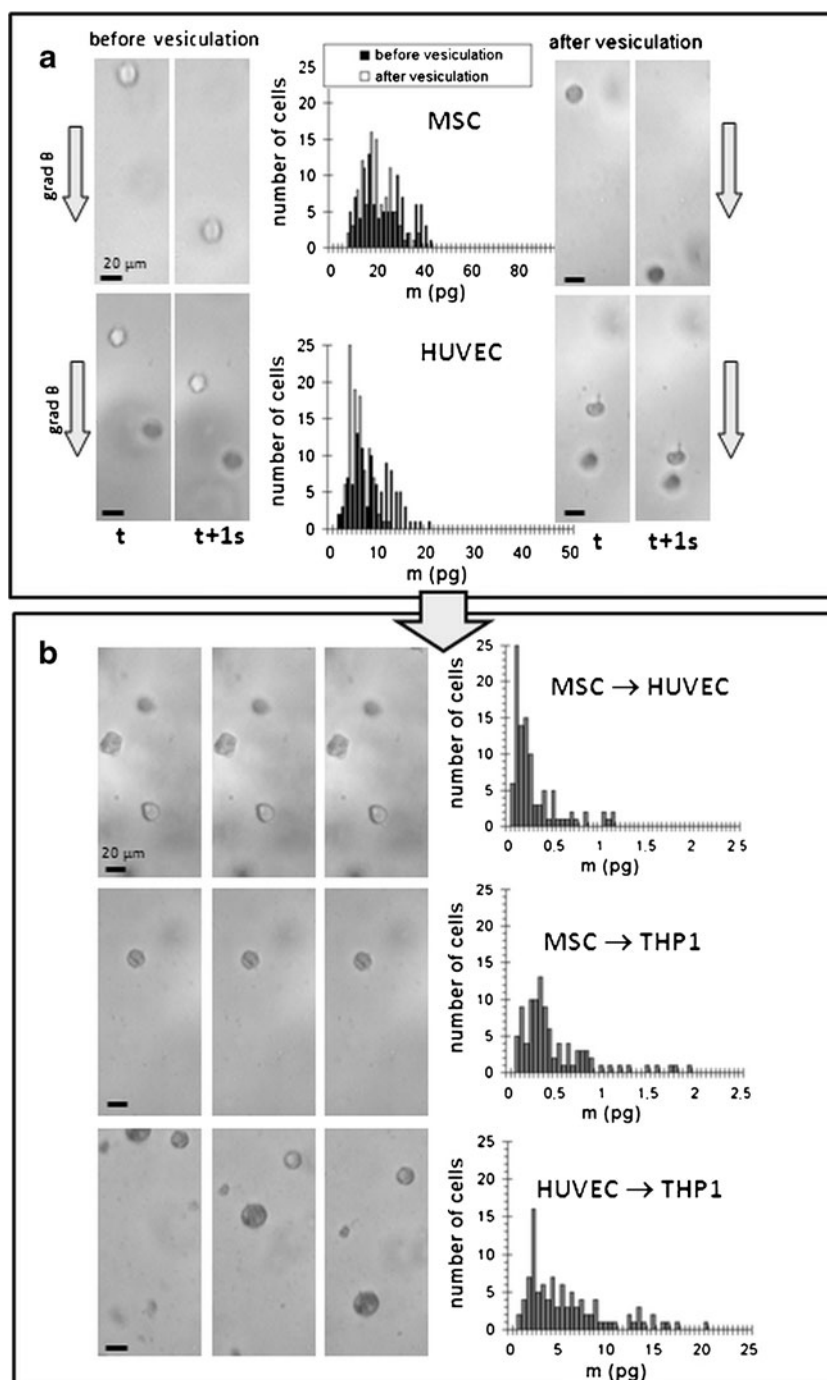 before vesiculation
after vesiculation
a
before vesiculation
after vesiculation
MSC
number of cells
25
20
15
10
5
0
0 20 40 60 80
m (pg)
grad B
20 μm
HUVEC
number of cells
25
20
15
10
5
0
0 10 20 30 40 50
m (pg)
grad B
t
t+1s
t
t+1s
b
20 μm
MSC → HUVEC
number of cells
25
20
15
10
5
0
0 0.5 1 1.5 2 2.5
m (pg)
MSC → THP1
number of cells
25
20
15
10
5
0
0 0.5 1 1.5 2 2.5
m (pg)
HUVEC → THP1
number of cells
25
20
15
10
5
0
0 5 10 15 20 25
m (pg)